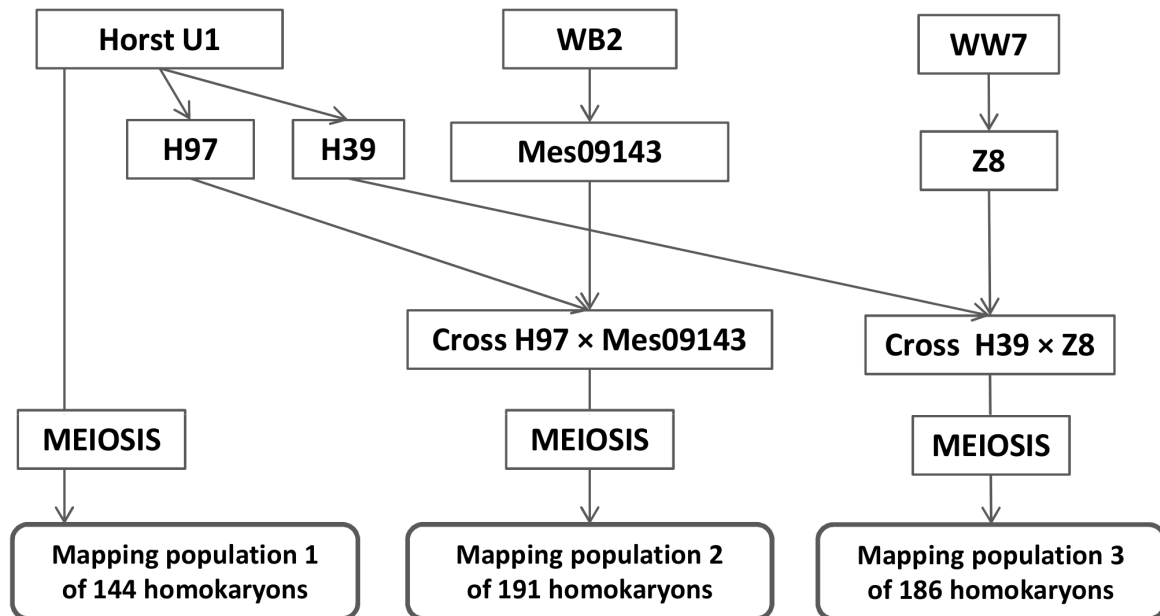 Horst U1
WB2
WW7
H97
H39
Mes09143
Z8
Cross H97 × Mes09143
Cross H39 × Z8
MEIOSIS
MEIOSIS
MEIOSIS
Mapping population 1
of 144 homokaryons
Mapping population 2
of 191 homokaryons
Mapping population 3
of 186 homokaryons